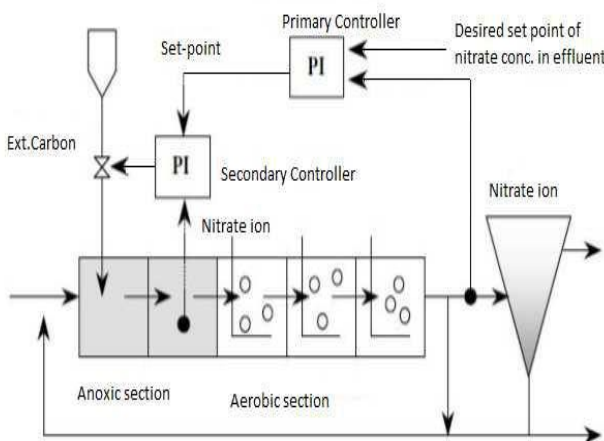 Primary Controller
Desired set point of
nitrate conc. in effluent
Set-point
PI
Ext.Carbon
PI
Secondary Controller
Nitrate ion
Nitrate ion
Anoxic section
Aerobic section